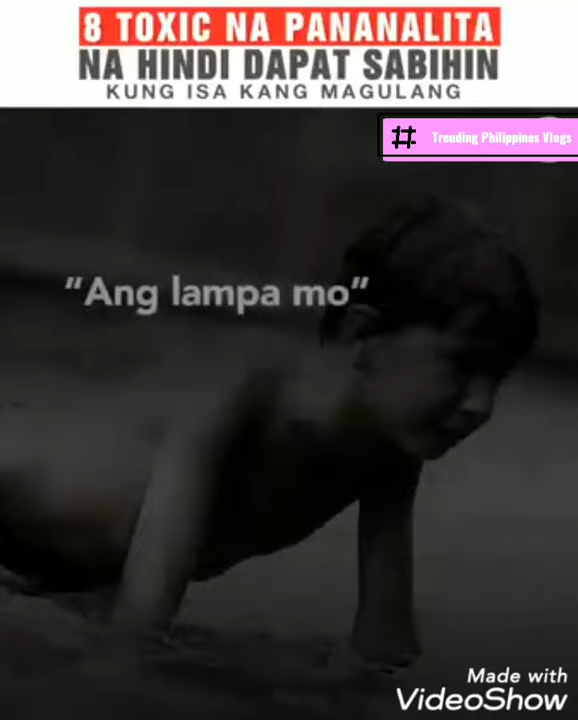 8 TOXIC NA PANANALITA
NA HINDI DAPAT SABIHIN
KUNG ISA KANG MAGULANG
# Trending Philippines Vlogs
"Ang lampa mo"
Made with
VideoShow